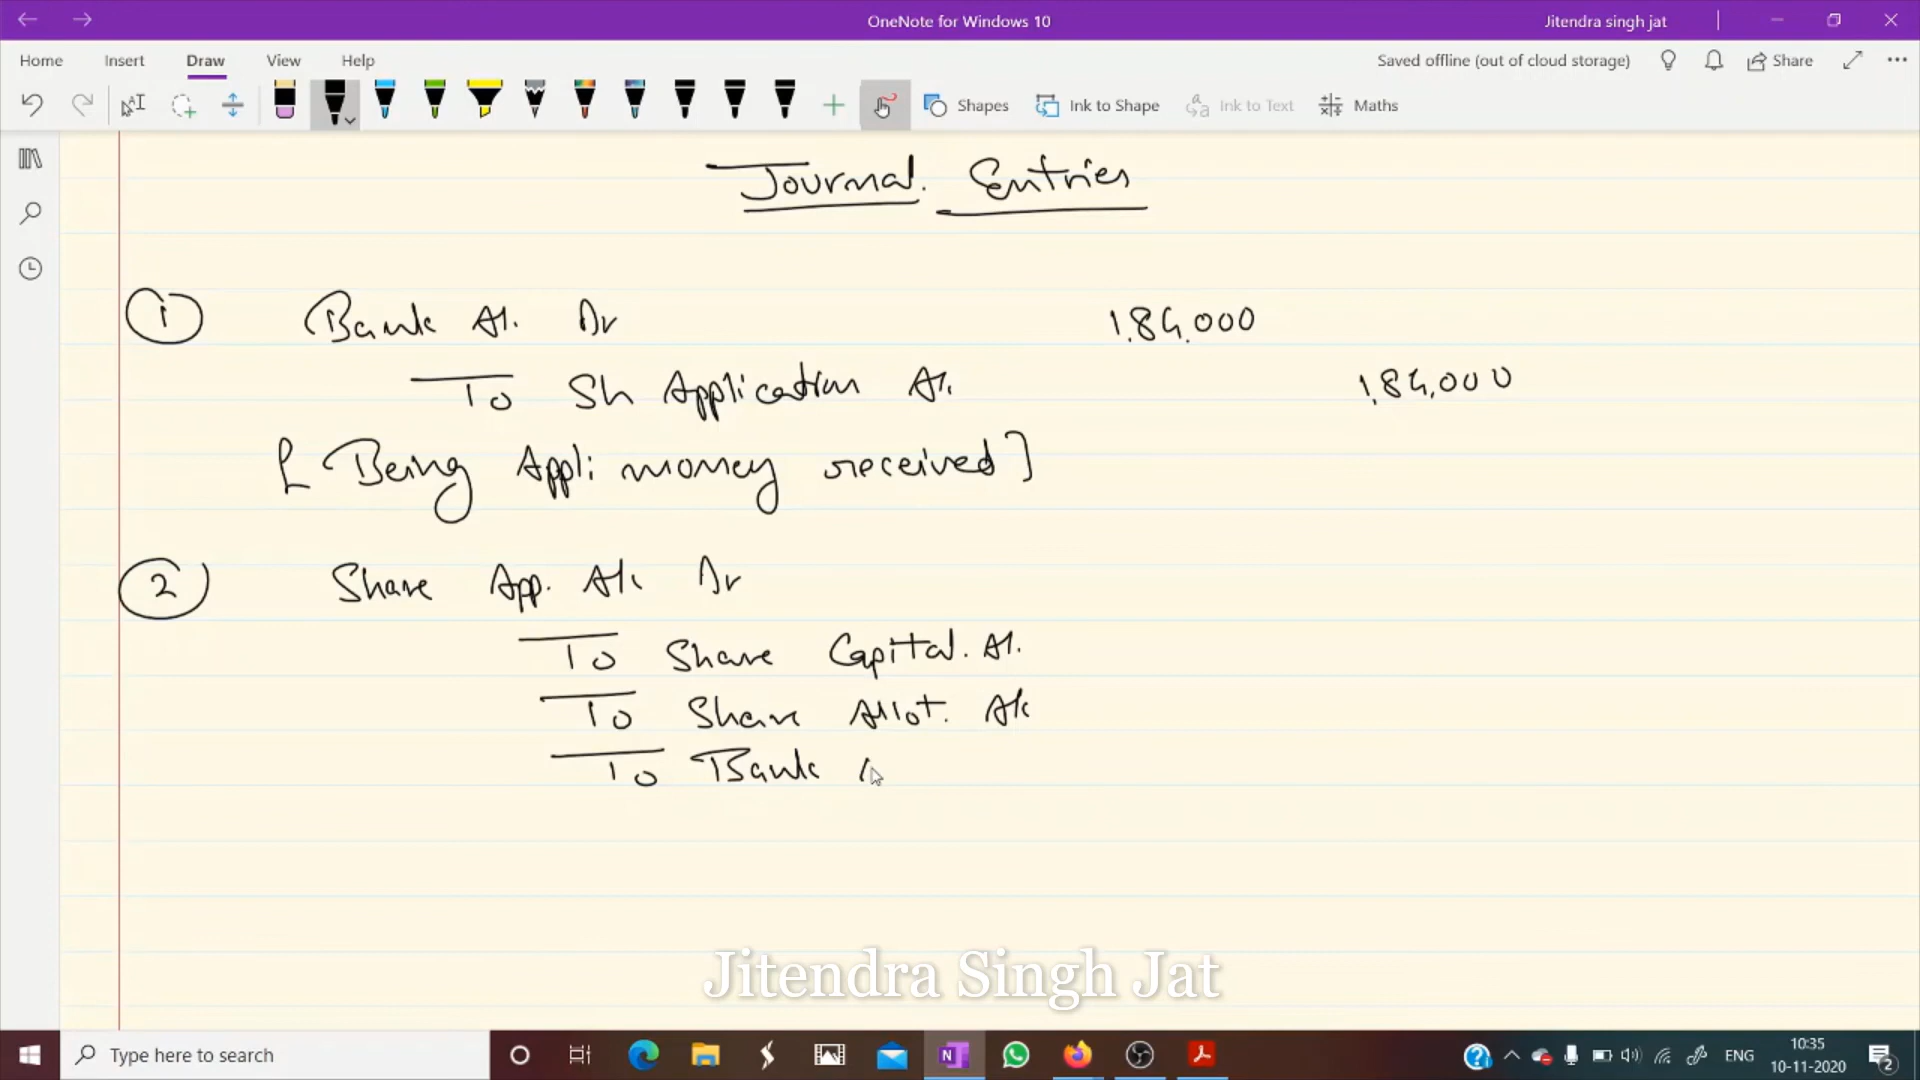 OneNote for Windows 10
Jitendra singh jat
Home Insert Draw View Help
Saved offline (out of cloud storage)
Share
Shapes Ink to Shape Ink to Text Maths
Journal. Entries
1 Bank A/. Dr 1,84,000
To Sh Application A/. 1,84,000
[ Being Appli money received ]
2 Share App. A/c Dr
To Share Capital. A/.
To Share Allot. A/c
To Bank
Jitendra Singh Jat
Type here to search
ENG
10:35
10-11-2020
2